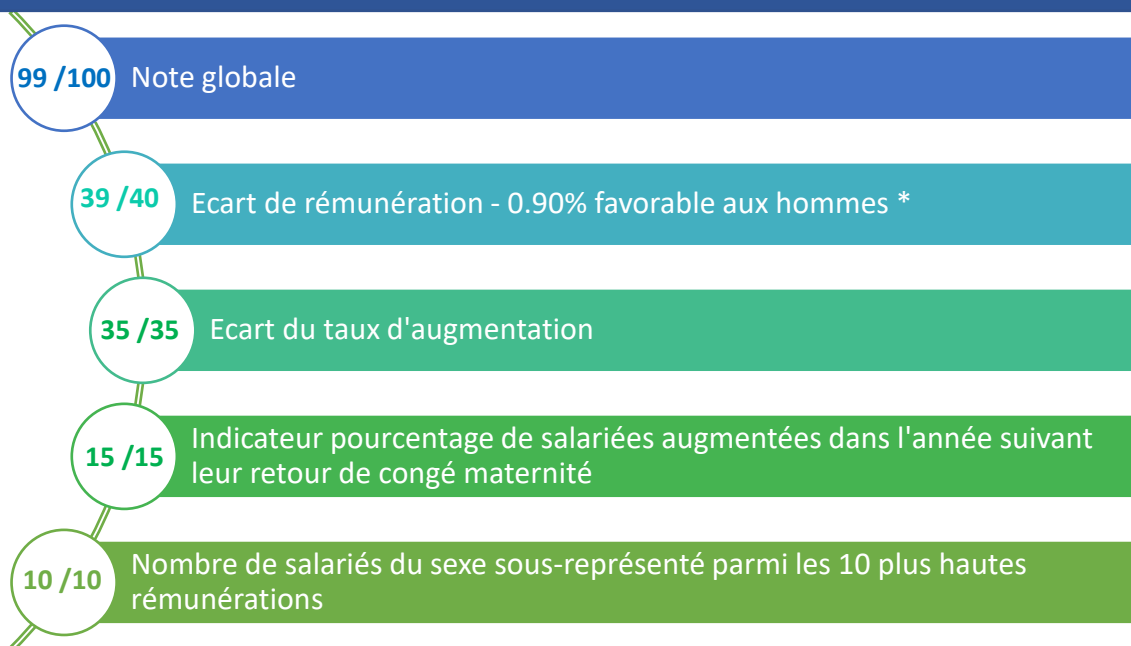 99 /100
Note globale
39 /40
Ecart de rémunération - 0.90% favorable aux hommes *
35 /35
Ecart du taux d'augmentation
15 /15
Indicateur pourcentage de salariées augmentées dans l'année suivant
leur retour de congé maternité
10 /10
Nombre de salariés du sexe sous-représenté parmi les 10 plus hautes
rémunérations